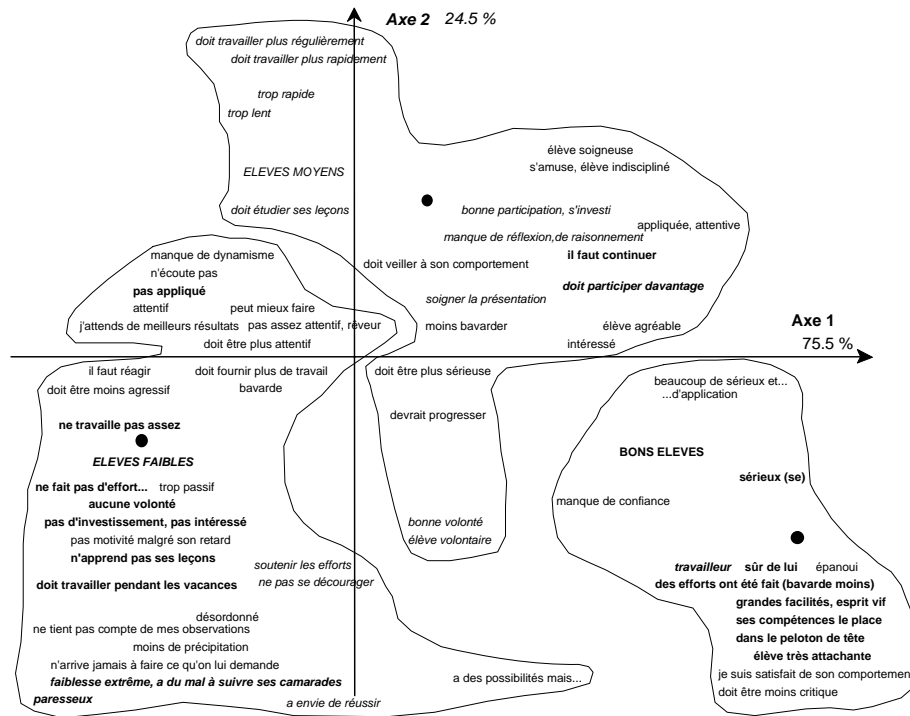 Axe 2 24.5 %
doit travailler plus régulièrement
doit travailler plus rapidement
trop rapide
trop lent
élève soigneuse
s'amuse, élève indiscipliné
ELEVES MOYENS
doit étudier ses leçons
bonne participation, s'investi
appliquée, attentive
manque de réflexion,de raisonnement
manque de dynamisme
doit veiller à son comportement
il faut continuer
n'écoute pas
pas appliqué
doit participer davantage
attentif
peut mieux faire
soigner la présentation
j'attends de meilleurs résultats
pas assez attentif, rêveur
moins bavarder
élève agréable
Axe 1
doit être plus attentif
intéressé
75.5 %
il faut réagir
doit fournir plus de travail
doit être plus sérieuse
beaucoup de sérieux et...
doit être moins agressif
bavarde
...d'application
devrait progresser
ne travaille pas assez
BONS ELEVES
ELEVES FAIBLES
sérieux (se)
ne fait pas d'effort...
trop passif
aucune volonté
manque de confiance
pas d'investissement, pas intéressé
bonne volonté
pas motivité malgré son retard
élève volontaire
n'apprend pas ses leçons
soutenir les efforts
travailleur
sûr de lui
épanoui
doit travailler pendant les vacances
ne pas se décourager
des efforts ont été fait (bavarde moins)
grandes facilités, esprit vif
désordonné
ses compétences le place
ne tient pas compte de mes observations
dans le peloton de tête
moins de précipitation
élève très attachante
n'arrive jamais à faire ce qu'on lui demande
je suis satisfait de son comportemen
faiblesse extrême, a du mal à suivre ses camarades
a des possibilités mais...
doit être moins critique
paresseux
a envie de réussir